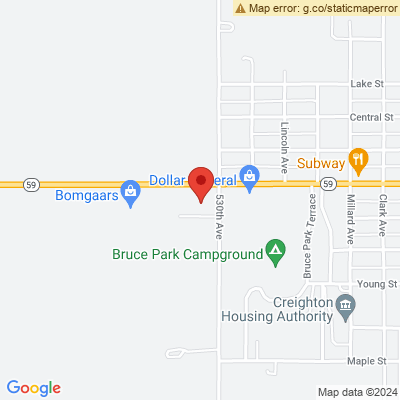 Map error: g.co/staticmaperror
Lake St
Central St
Lincoln Ave
Subway
Dollar General
59
59
Bomgaars
530th Ave
Bruce Park Terrace
Millard Ave
Clark Ave
Bruce Park Campground
Young St
Creighton
Housing Authority
Maple St
Google
Map data ©2024